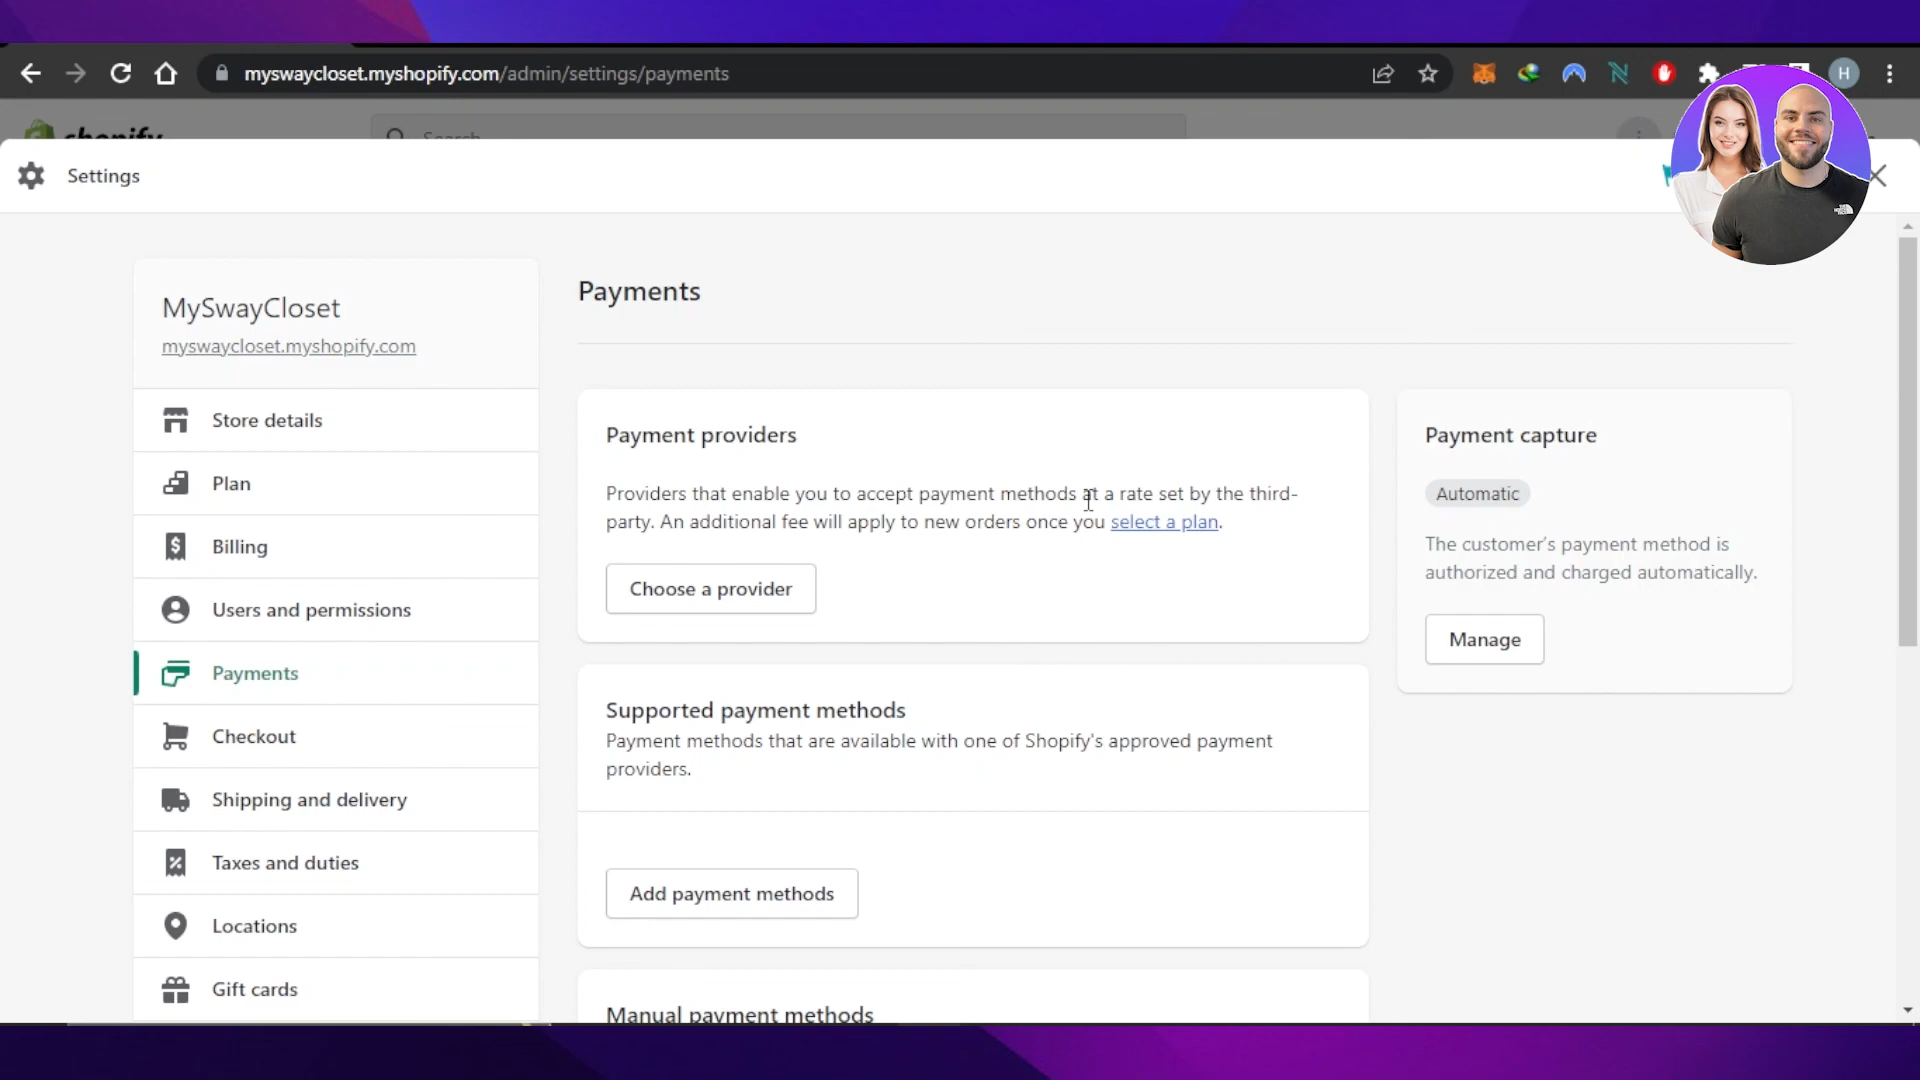 myswaycloset.myshopify.com/admin/settings/payments
H
shopify
Search
Settings
MySwayCloset
myswaycloset.myshopify.com
Store details
Plan
Billing
Users and permissions
Payments
Checkout
Shipping and delivery
Taxes and duties
Locations
Gift cards
Payments
Payment providers
Providers that enable you to accept payment methods at a rate set by the third-
party. An additional fee will apply to new orders once you select a plan.
Choose a provider
Supported payment methods
Payment methods that are available with one of Shopify's approved payment
providers.
Add payment methods
Manual payment methods
Payment capture
Automatic
The customer's payment method is
authorized and charged automatically.
Manage